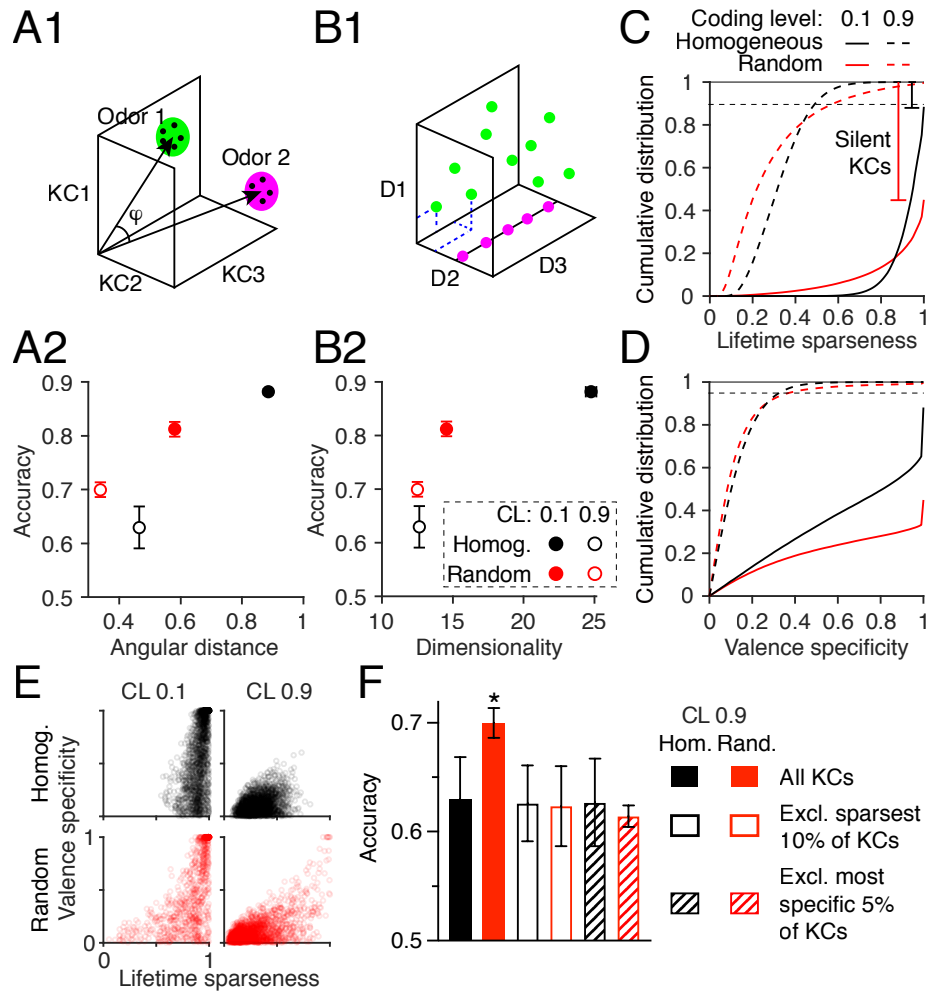 A1
Odor 1
Odor 2
KC1
φ
KC2
KC3
B1
D1
D2
D3
C
Coding level: 0.1 0.9
Homogeneous
Random
Cumulative distribution
1
0.8
0.6
0.4
0.2
0
Silent
KCs
0 0.2 0.4 0.6 0.8 1
Lifetime sparseness
A2
Accuracy
0.9
0.8
0.7
0.6
0.5
0.4 0.6 0.8 1
Angular distance
B2
Accuracy
0.9
0.8
0.7
0.6
0.5
CL: 0.1 0.9
Homog.
Random
10 15 20 25
Dimensionality
D
Cumulative distribution
1
0.8
0.6
0.4
0.2
0
0 0.2 0.4 0.6 0.8 1
Valence specificity
E
CL 0.1 CL 0.9
Homog.
Random
Valence specificity
1
0
0 1
Lifetime sparseness
F
Accuracy
0.7
0.6
0.5
*
CL 0.9
Hom. Rand.
All KCs
Excl. sparsest
10% of KCs
Excl. most
specific 5%
of KCs